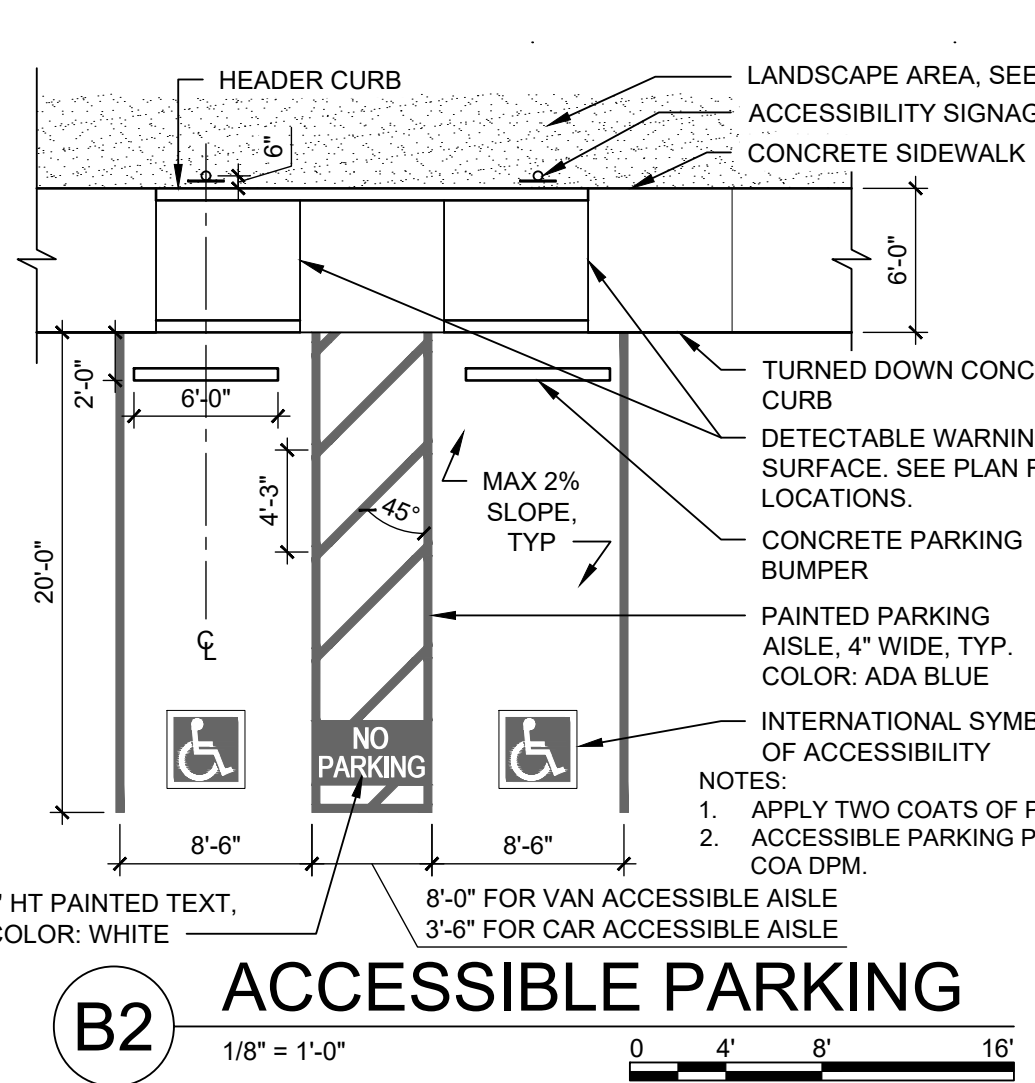 HEADER CURB
LANDSCAPE AREA, SEE
ACCESSIBILITY SIGNAG
CONCRETE SIDEWALK
6"
6'-0"
2'-0"
6'-0"
TURNED DOWN CONC
CURB
DETECTABLE WARNIN
SURFACE. SEE PLAN F
LOCATIONS.
4'-3"
45°
MAX 2%
SLOPE,
TYP
CONCRETE PARKING
BUMPER
20'-0"
PAINTED PARKING
AISLE, 4" WIDE, TYP.
COLOR: ADA BLUE
CL
INTERNATIONAL SYMB
OF ACCESSIBILITY
NO
PARKING
NOTES:
1. APPLY TWO COATS OF P
2. ACCESSIBLE PARKING P
COA DPM.
8'-6"
8'-6"
HT PAINTED TEXT,
COLOR: WHITE
8'-0" FOR VAN ACCESSIBLE AISLE
3'-6" FOR CAR ACCESSIBLE AISLE
B2
ACCESSIBLE PARKING
1/8" = 1'-0"
0 4' 8' 16'